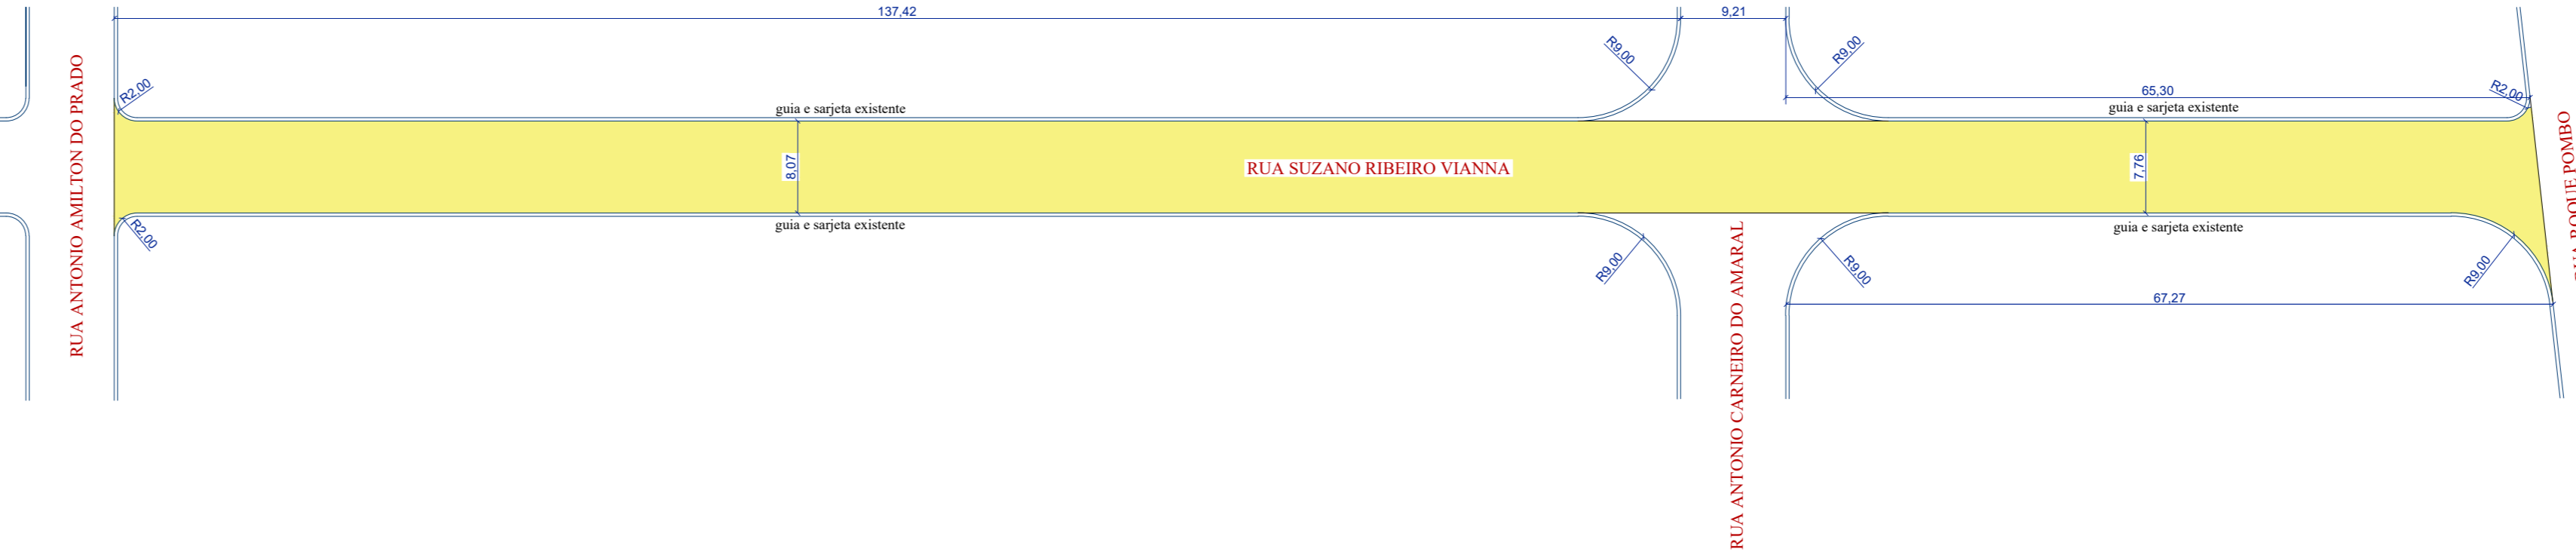 137,42
9,21
R9,00
R9,00
RUA ANTONIO AMILTON DO PRADO
R2,00
guia e sarjeta existente
65,30
guia e sarjeta existente
R2,00
8,07
RUA SUZANO RIBEIRO VIANNA
7,76
R2,00
guia e sarjeta existente
R9,00
RUA ANTONIO CARNEIRO DO AMARAL
R9,00
guia e sarjeta existente
R9,00
67,27
ROQUE POMBO